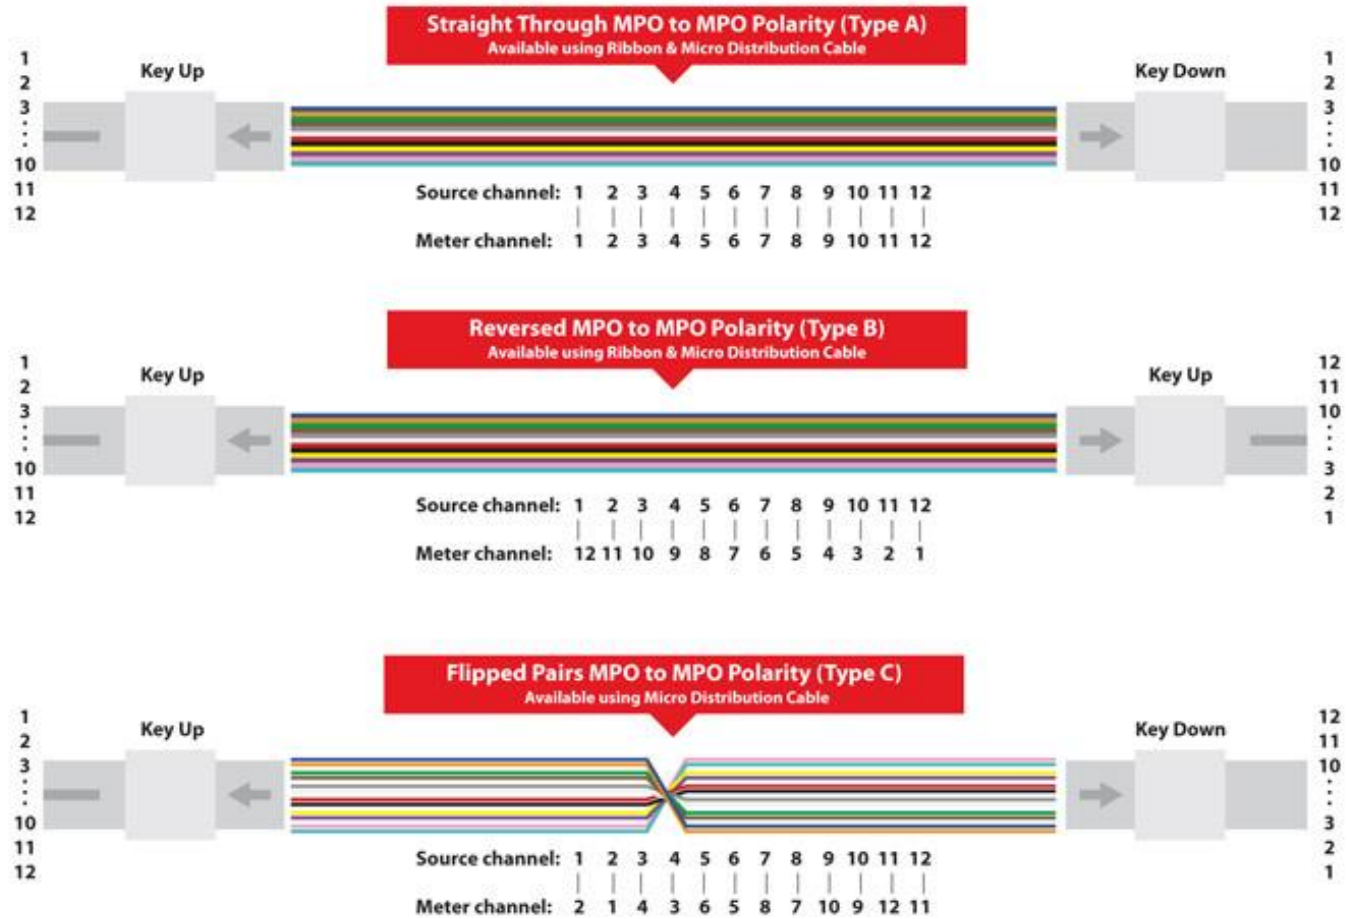 Straight Through MPO to MPO Polarity (Type A)
Available using Ribbon & Micro Distribution Cable
Key Up
Key Down
1
2
3
:
:
10
11
12
1
2
3
:
:
10
11
12
Source channel: 1 2 3 4 5 6 7 8 9 10 11 12
Meter channel: 1 2 3 4 5 6 7 8 9 10 11 12
Reversed MPO to MPO Polarity (Type B)
Available using Ribbon & Micro Distribution Cable
Key Up
Key Up
1
2
3
:
:
10
11
12
12
11
10
:
:
3
2
1
Source channel: 1 2 3 4 5 6 7 8 9 10 11 12
Meter channel: 12 11 10 9 8 7 6 5 4 3 2 1
Flipped Pairs MPO to MPO Polarity (Type C)
Available using Micro Distribution Cable
Key Up
Key Down
1
2
3
:
:
10
11
12
12
11
10
:
:
3
2
1
Source channel: 1 2 3 4 5 6 7 8 9 10 11 12
Meter channel: 2 1 4 3 6 5 8 7 10 9 12 11